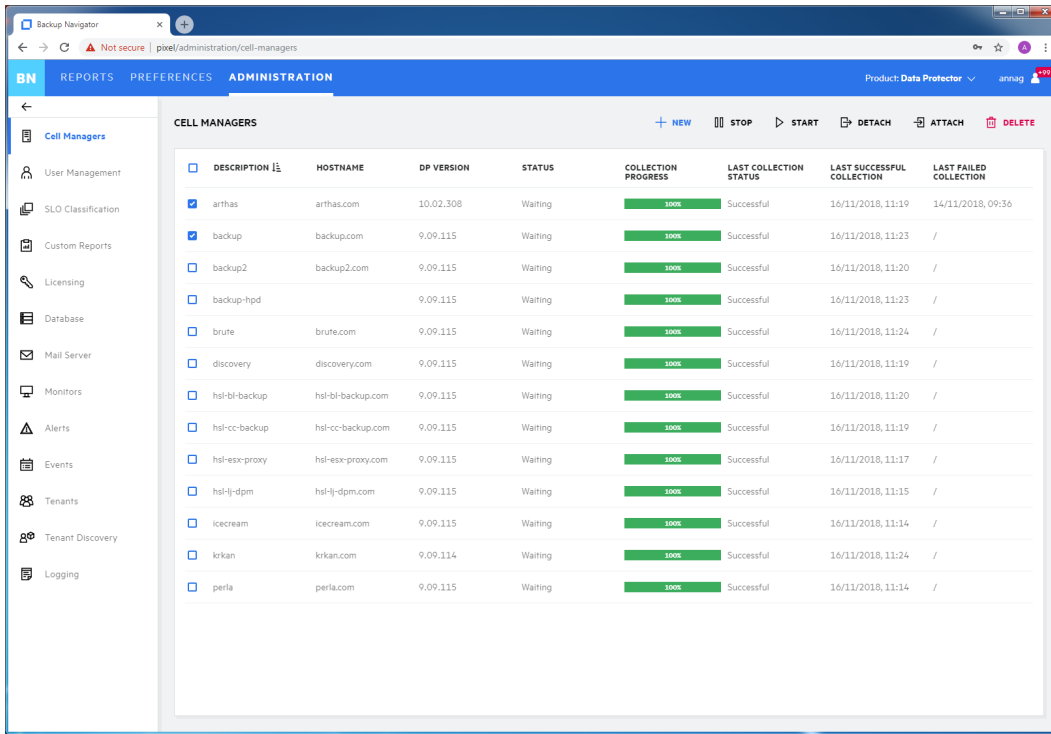 Backup Navigator
Not secure | pixel/administration/cell-managers
A
BN REPORTS PREFERENCES ADMINISTRATION Product: Data Protector annag +99
Cell Managers
User Management
SLO Classification
Custom Reports
Licensing
Database
Mail Server
Monitors
Alerts
Events
Tenants
Tenant Discovery
Logging
CELL MANAGERS NEW STOP START DETACH ATTACH DELETE
DESCRIPTION HOSTNAME DP VERSION STATUS COLLECTION PROGRESS LAST COLLECTION STATUS LAST SUCCESSFUL COLLECTION LAST FAILED COLLECTION
arthas arthas.com 10.02.308 Waiting 100% Successful 16/11/2018, 11:19 14/11/2018, 09:36
backup backup.com 9.09.115 Waiting 100% Successful 16/11/2018, 11:23 /
backup2 backup2.com 9.09.115 Waiting 100% Successful 16/11/2018, 11:20 /
backup-hpd 9.09.115 Waiting 100% Successful 16/11/2018, 11:23 /
brute brute.com 9.09.115 Waiting 100% Successful 16/11/2018, 11:24 /
discovery discovery.com 9.09.115 Waiting 100% Successful 16/11/2018, 11:19 /
hsl-bl-backup hsl-bl-backup.com 9.09.115 Waiting 100% Successful 16/11/2018, 11:20 /
hsl-cc-backup hsl-cc-backup.com 9.09.115 Waiting 100% Successful 16/11/2018, 11:19 /
hsl-esx-proxy hsl-esx-proxy.com 9.09.115 Waiting 100% Successful 16/11/2018, 11:17 /
hsl-lj-dpm hsl-lj-dpm.com 9.09.115 Waiting 100% Successful 16/11/2018, 11:15 /
icecream icecream.com 9.09.115 Waiting 100% Successful 16/11/2018, 11:14 /
krkan krkan.com 9.09.114 Waiting 100% Successful 16/11/2018, 11:24 /
perla perla.com 9.09.115 Waiting 100% Successful 16/11/2018, 11:14 /